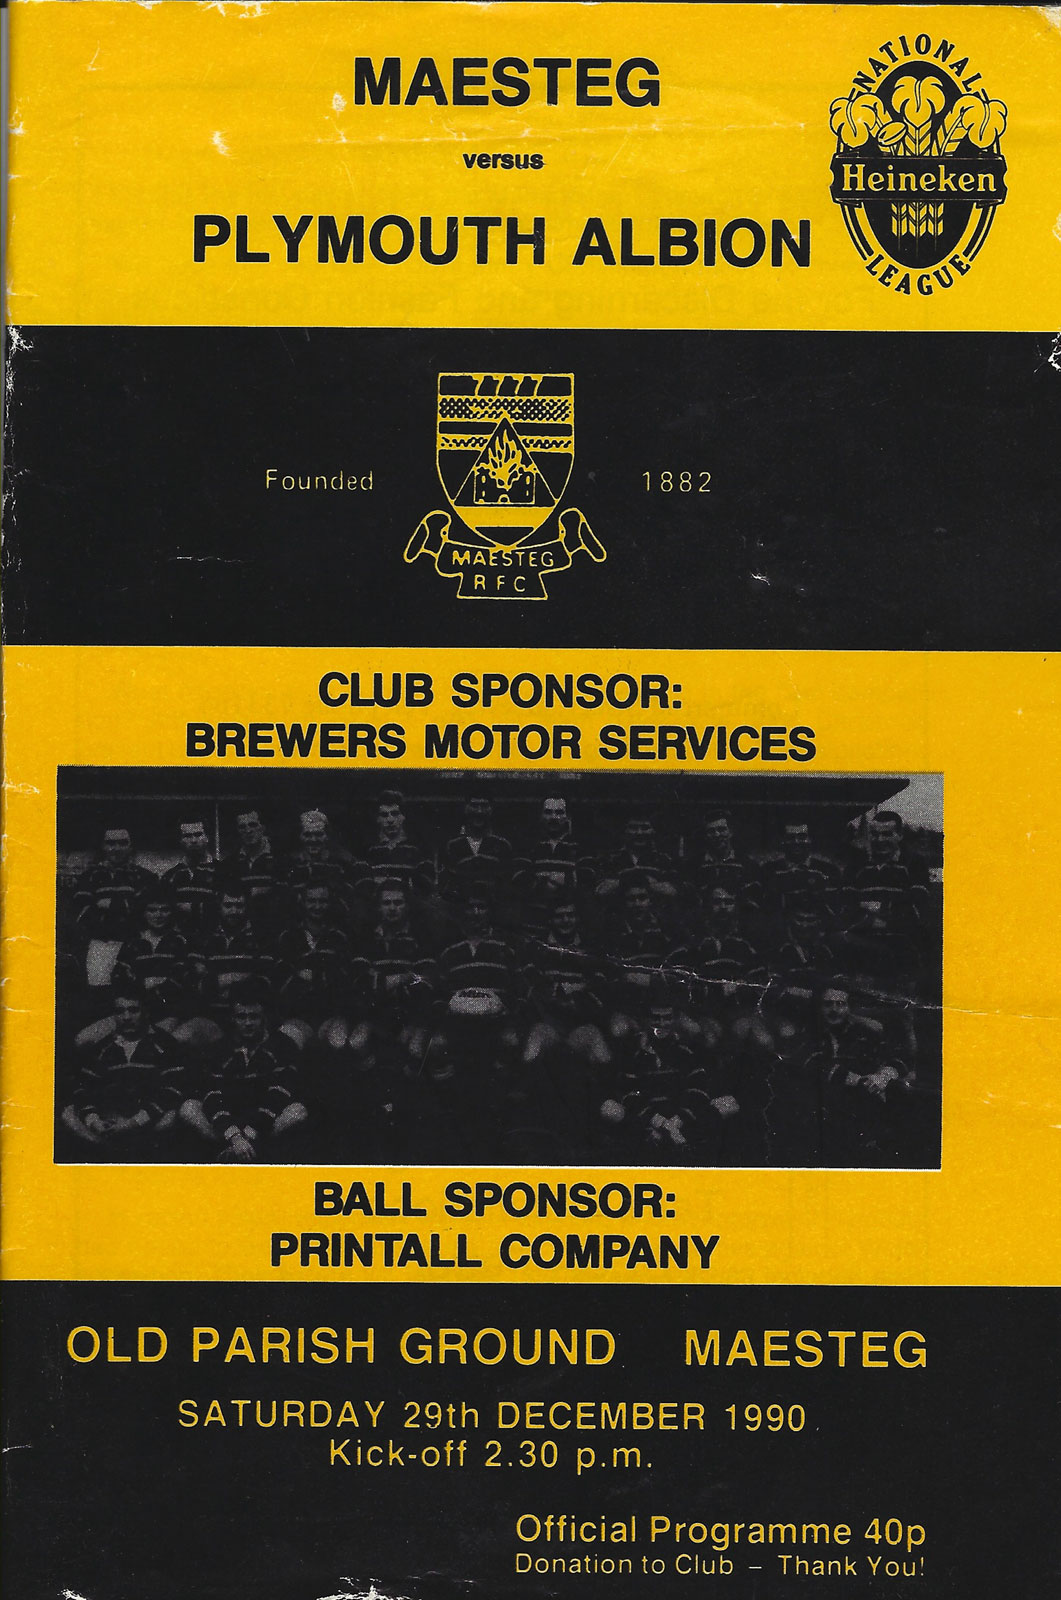 MAESTEG
versus
PLYMOUTH ALBION
NATIONAL
Heineken
LEAGUE
Founded 1882
MAESTEG
RFC
CLUB SPONSOR:
BREWERS MOTOR SERVICES
BALL SPONSOR:
PRINTALL COMPANY
OLD PARISH GROUND MAESTEG
SATURDAY 29th DECEMBER 1990
Kick-off 2.30 p.m.
Official Programme 40p
Donation to Club – Thank You!